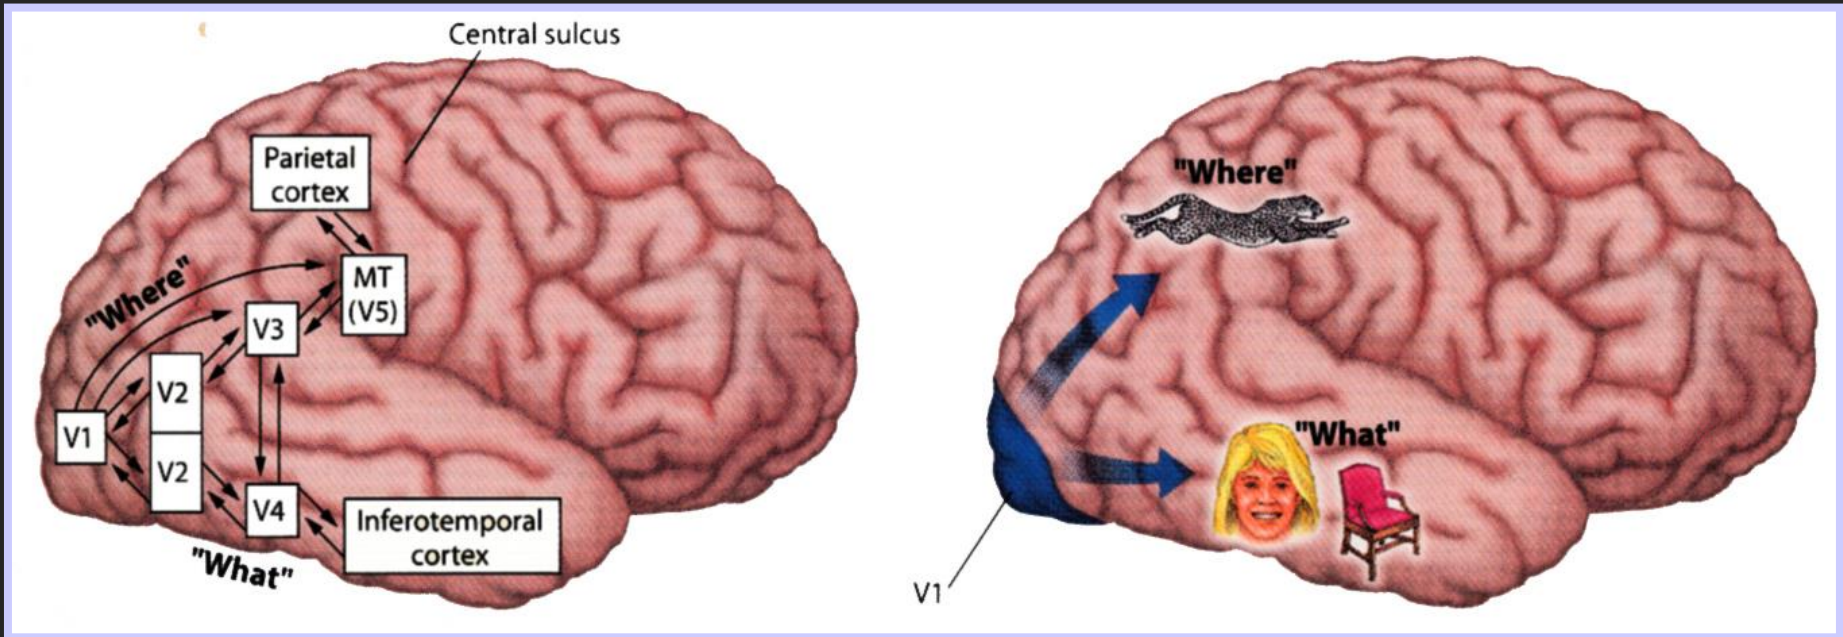 Central sulcus
Parietal
cortex
"Where"
MT
(V5)
V3
V2
V1
V2
V4
Inferotemporal
cortex
"What"
"Where"
"What"
V1